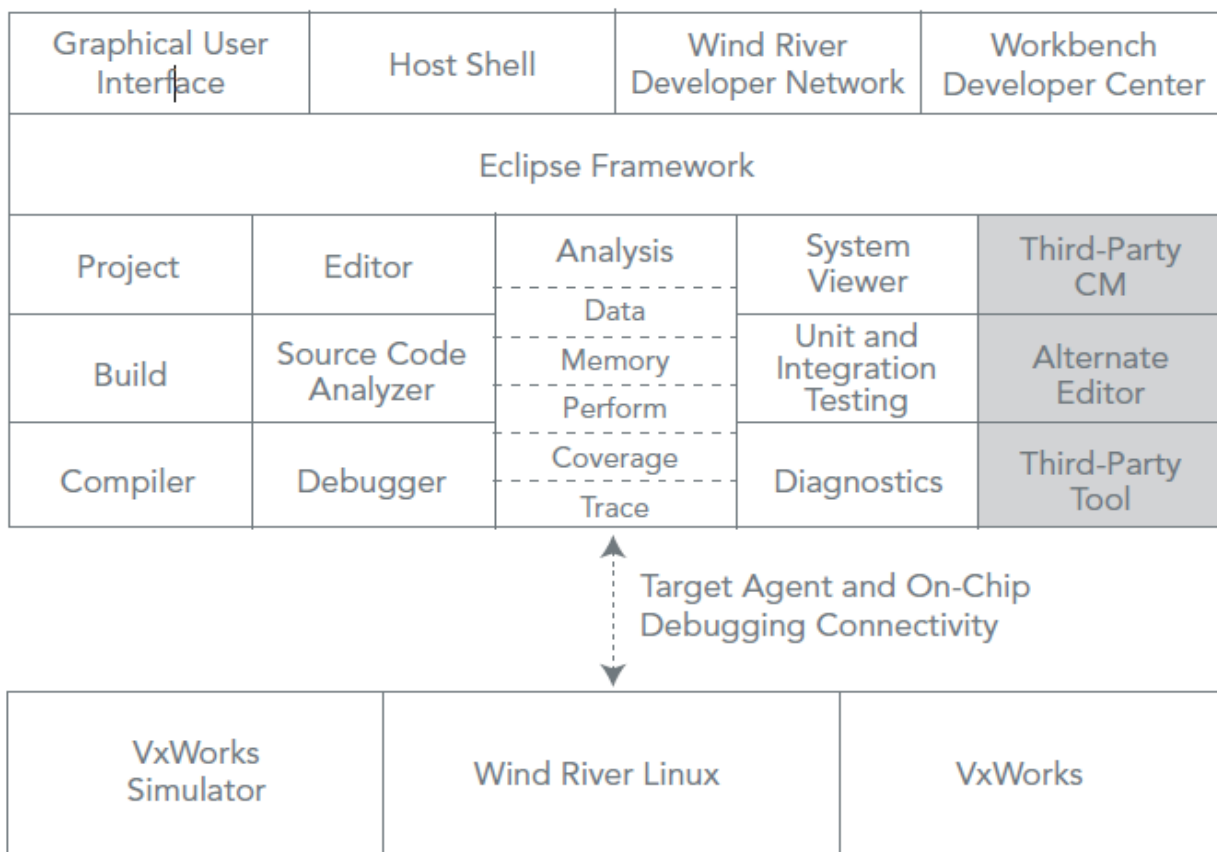 Graphical User
Interface
Host Shell
Wind River
Developer Network
Workbench
Developer Center
Eclipse Framework
Project
Editor
Analysis
System
Viewer
Third-Party
CM
Data
Build
Source Code
Analyzer
Memory
Unit and
Integration
Testing
Alternate
Editor
Perform
Compiler
Debugger
Coverage
Diagnostics
Third-Party
Tool
Trace
Target Agent and On-Chip
Debugging Connectivity
VxWorks
Simulator
Wind River Linux
VxWorks